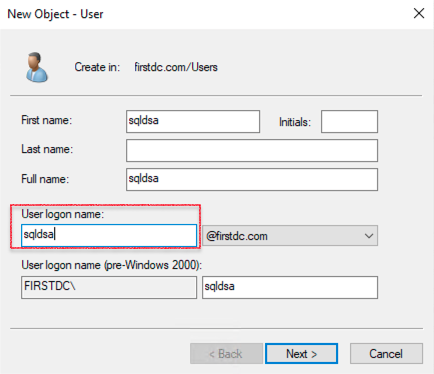 New Object - User
Create in: firstdc.com/Users
First name: sqldsa Initials:
Last name:
Full name: sqldsa
User logon name:
sqldsa @firstdc.com
User logon name (pre-Windows 2000):
FIRSTDC\ sqldsa
< Back Next > Cancel